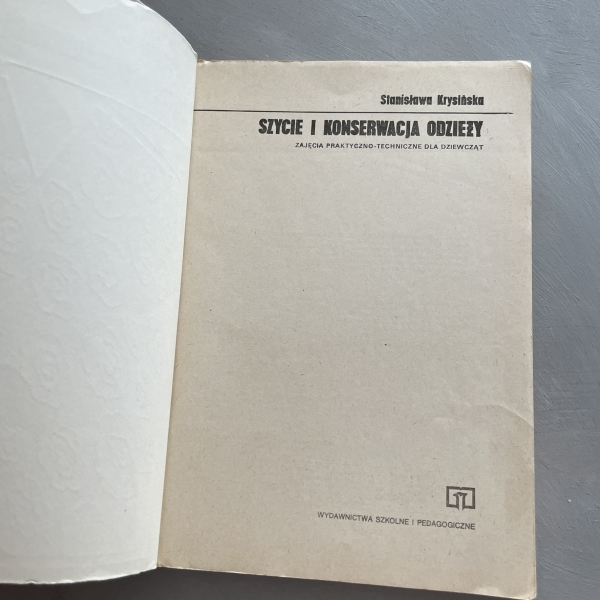 Stanisława Krysińska
SZYCIE I KONSERWACJA ODZIEŻY
ZAJĘCIA PRAKTYCZNO-TECHNICZNE DLA DZIEWCZĄT
WYDAWNICTWA SZKOLNE I PEDAGOGICZNE